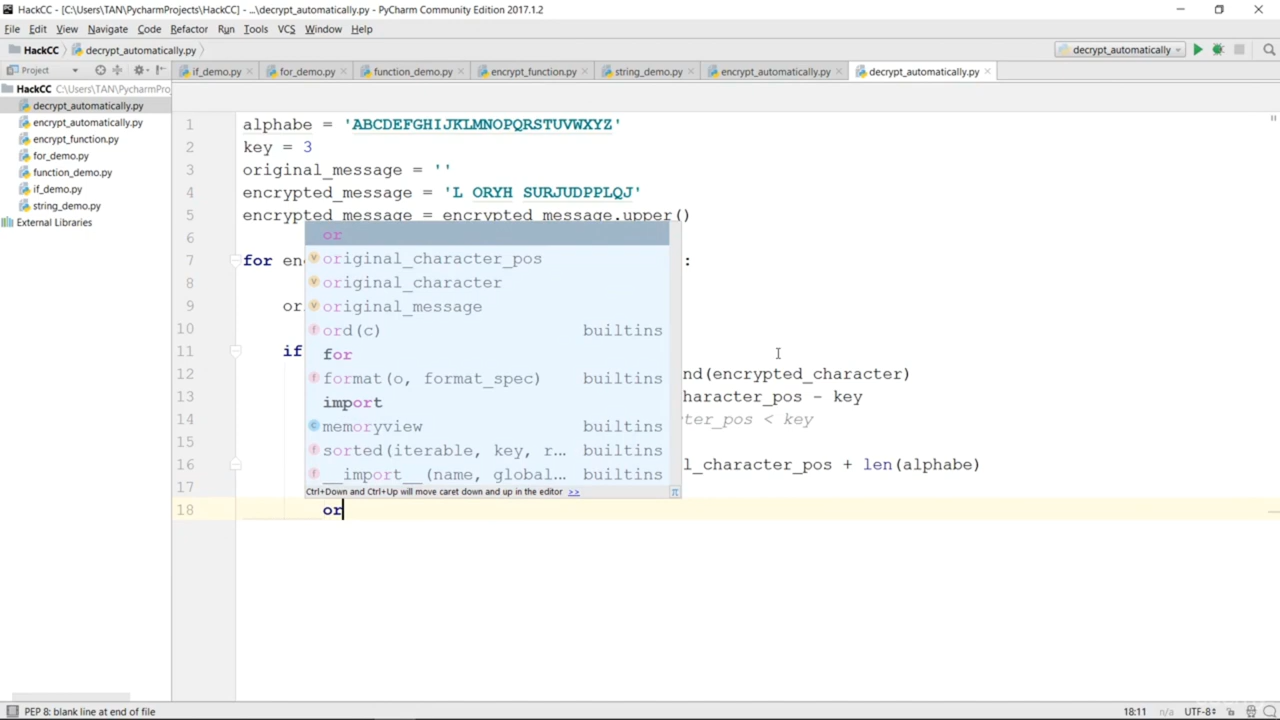 HackCC - [C:\Users\TAN\PycharmProjects\HackCC] - ...\decrypt_automatically.py - PyCharm Community Edition 2017.1.2
File Edit View Navigate Code Refactor Run Tools VCS Window Help
HackCC decrypt_automatically.py decrypt_automatically
Project if_demo.py for_demo.py function_demo.py encrypt_function.py string_demo.py encrypt_automatically.py decrypt_automatically.py
HackCC C:\Users\TAN\PycharmPro
decrypt_automatically.py
encrypt_automatically.py
encrypt_function.py
for_demo.py
function_demo.py
if_demo.py
string_demo.py
External Libraries
1 alphabe = 'ABCDEFGHIJKLMNOPQRSTUVWXYZ'
2 key = 3
3 original_message = ''
4 encrypted_message = 'L ORYH SURJUDPPLQJ'
5 encrypted_message = encrypted_message.upper()
6
7 for enc :
8
9 or
10
11 if
12 nd(encrypted_character)
13 haracter_pos - key
14 cter_pos < key
15
16 l_character_pos + len(alphabe)
17
18 or
or
original_character_pos
original_character
original_message
ord(c) builtins
for
format(o, format_spec) builtins
import
memoryview builtins
sorted(iterable, key, r... builtins
__import__(name, global... builtins
Ctrl+Down and Ctrl+Up will move caret down and up in the editor >>
π
PEP 8: blank line at end of file 18:11 n/a UTF-8